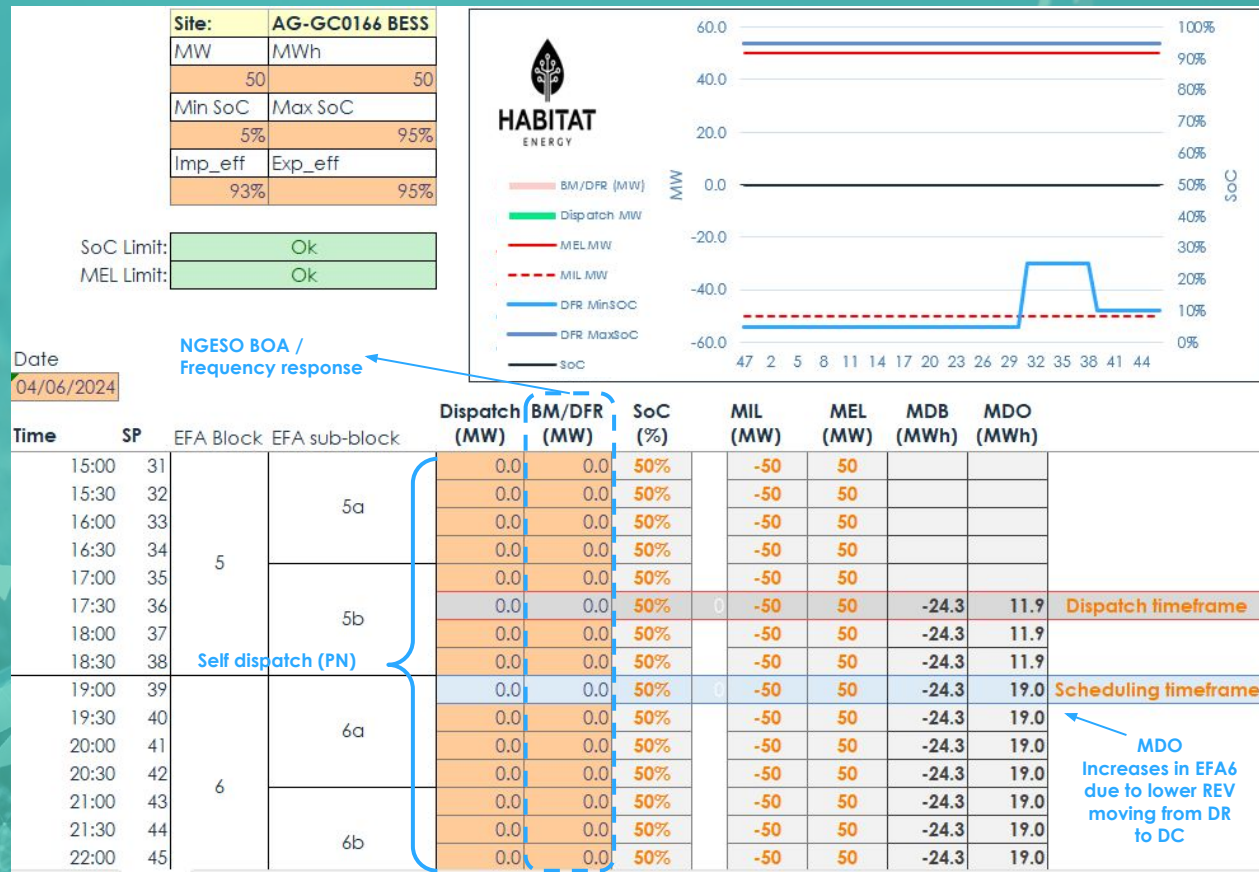 Site: AG-GC0166 BESS
MW MWh
50 50
Min SoC Max SoC
5% 95%
Imp_eff Exp_eff
93% 95%
SoC Limit: Ok
MEL Limit: Ok
HABITAT
ENERGY
BM/DFR (MW)
Dispatch MW
MEL MW
MIL MW
DFR MinSOC
DFR MaxSoC
SoC
MW
60.0
40.0
20.0
0.0
-20.0
-40.0
-60.0
100%
90%
80%
70%
60%
50%
40%
30%
20%
10%
0%
SoC
47 2 5 8 11 14 17 20 23 26 29 32 35 38 41 44
NGESO BOA /
Frequency response
Date
04/06/2024
Time SP EFA Block EFA sub-block Dispatch (MW) BM/DFR (MW) SoC (%) MIL (MW) MEL (MW) MDB (MWh) MDO (MWh)
15:00 31 0.0 0.0 50% -50 50
15:30 32 0.0 0.0 50% -50 50
5a
16:00 33 0.0 0.0 50% -50 50
16:30 34 0.0 0.0 50% -50 50
5
17:00 35 0.0 0.0 50% -50 50
17:30 36 0.0 0.0 50% 0 -50 50 -24.3 11.9 Dispatch timeframe
5b
18:00 37 0.0 0.0 50% -50 50 -24.3 11.9
18:30 38 0.0 0.0 50% -50 50 -24.3 11.9
Self dispatch (PN)
19:00 39 0.0 0.0 50% 0 -50 50 -24.3 19.0 Scheduling timeframe
19:30 40 0.0 0.0 50% -50 50 -24.3 19.0
6a
20:00 41 0.0 0.0 50% -50 50 -24.3 19.0
20:30 42 0.0 0.0 50% -50 50 -24.3 19.0
6
21:00 43 0.0 0.0 50% -50 50 -24.3 19.0
21:30 44 0.0 0.0 50% -50 50 -24.3 19.0
6b
22:00 45 0.0 0.0 50% -50 50 -24.3 19.0
MDO
Increases in EFA6
due to lower REV
moving from DR
to DC